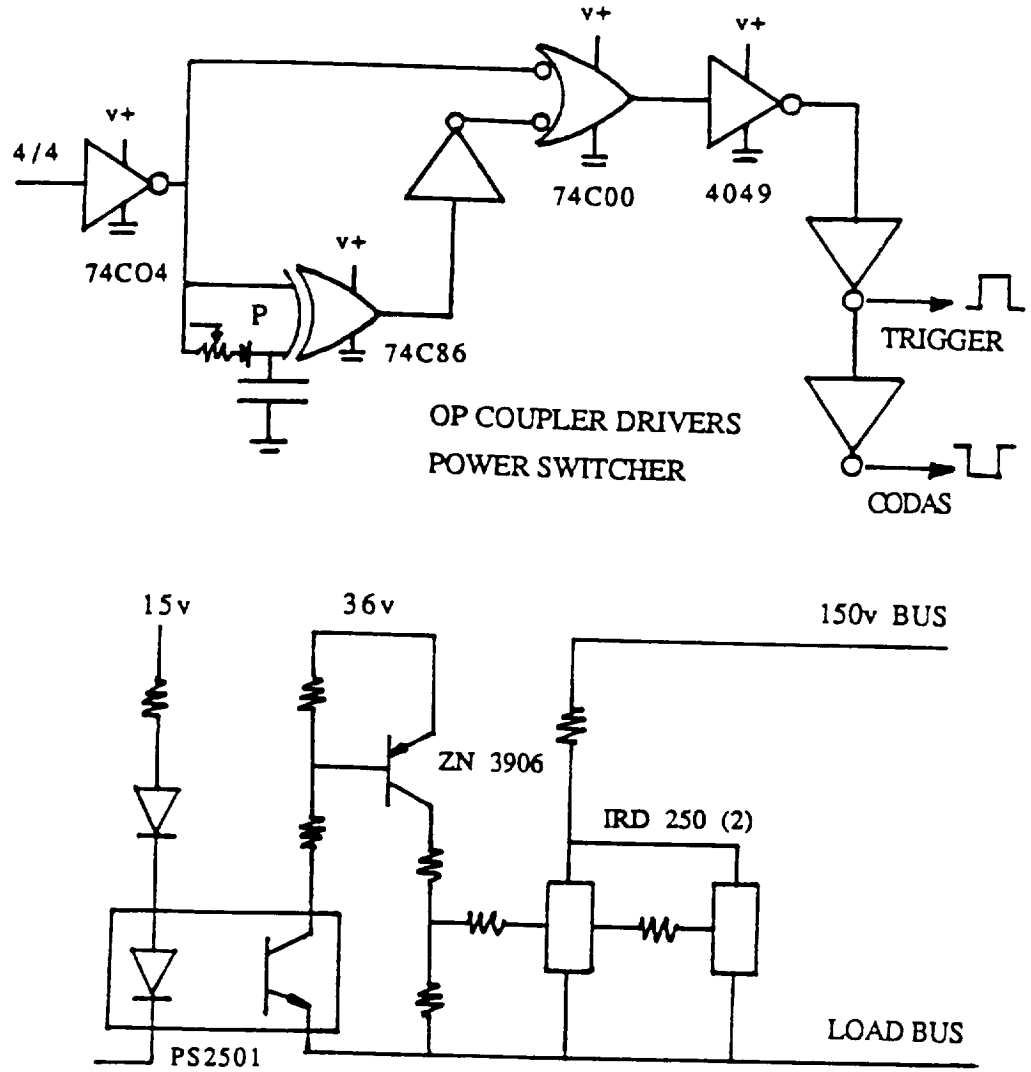 v+
v+
v+
4/4
74C00
4049
74CO4
v+
P
74C86
TRIGGER
OP COUPLER DRIVERS
POWER SWITCHER
CODAS
15v
36v
150v BUS
ZN 3906
IRD 250 (2)
LOAD BUS
PS2501